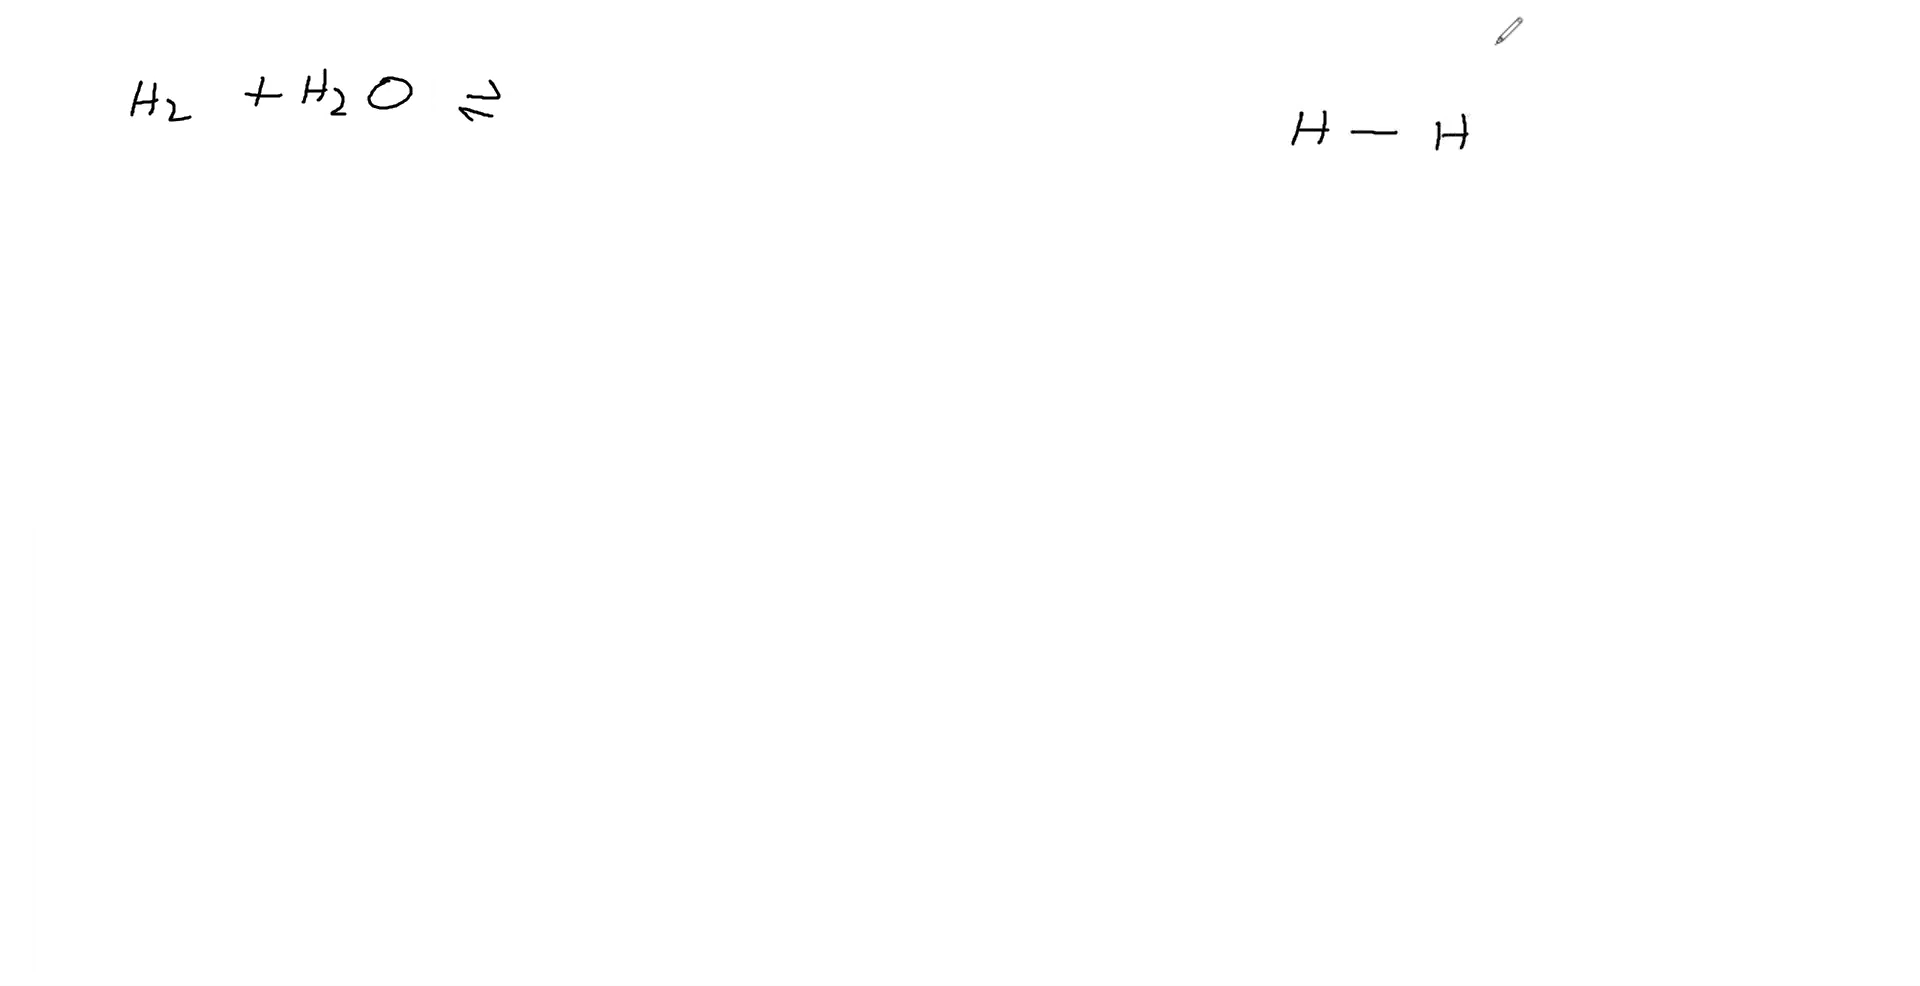 H₂ + H₂O ⇌
H — H